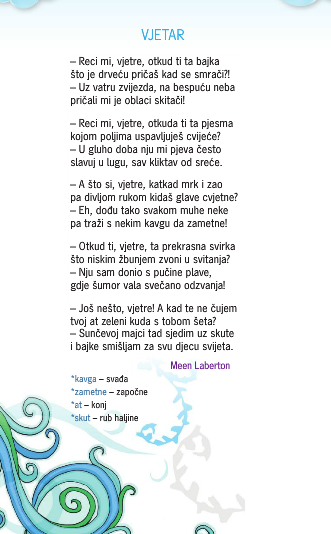 VJETAR
– Reci mi, vjetre, otkud ti ta bajka
što je drveću pričaš kad se smrači?!
– Uz vatru zvijezda, na bespuću neba
pričali mi je oblaci skitači!
– Reci mi, vjetre, otkuda ti ta pjesma
kojom poljima uspavljuješ cvijeće?
– U gluho doba nju mi pjeva često
slavuj u lugu, sav kliktav od sreće.
– A što si, vjetre, katkad mrk i zao
pa divljom rukom kidaš glave cvjetne?
– Eh, dođu tako svakom muhe neke
pa traži s nekim kavgu da zametne!
– Otkud ti, vjetre, ta prekrasna svirka
što niskim žbunjem zvoni u svitanja?
– Nju sam donio s pučine plave,
gdje šumor vala svečano odzvanja!
– Još nešto, vjetre! A kad te ne čujem
tvoj at zeleni kuda s tobom šeta?
– Sunčevoj majci tad sjedim uz skute
i bajke smišljam za svu djecu svijeta.
Meen Laberton
*kavga – svađa
*zametne – započne
*at – konj
*skut – rub haljine